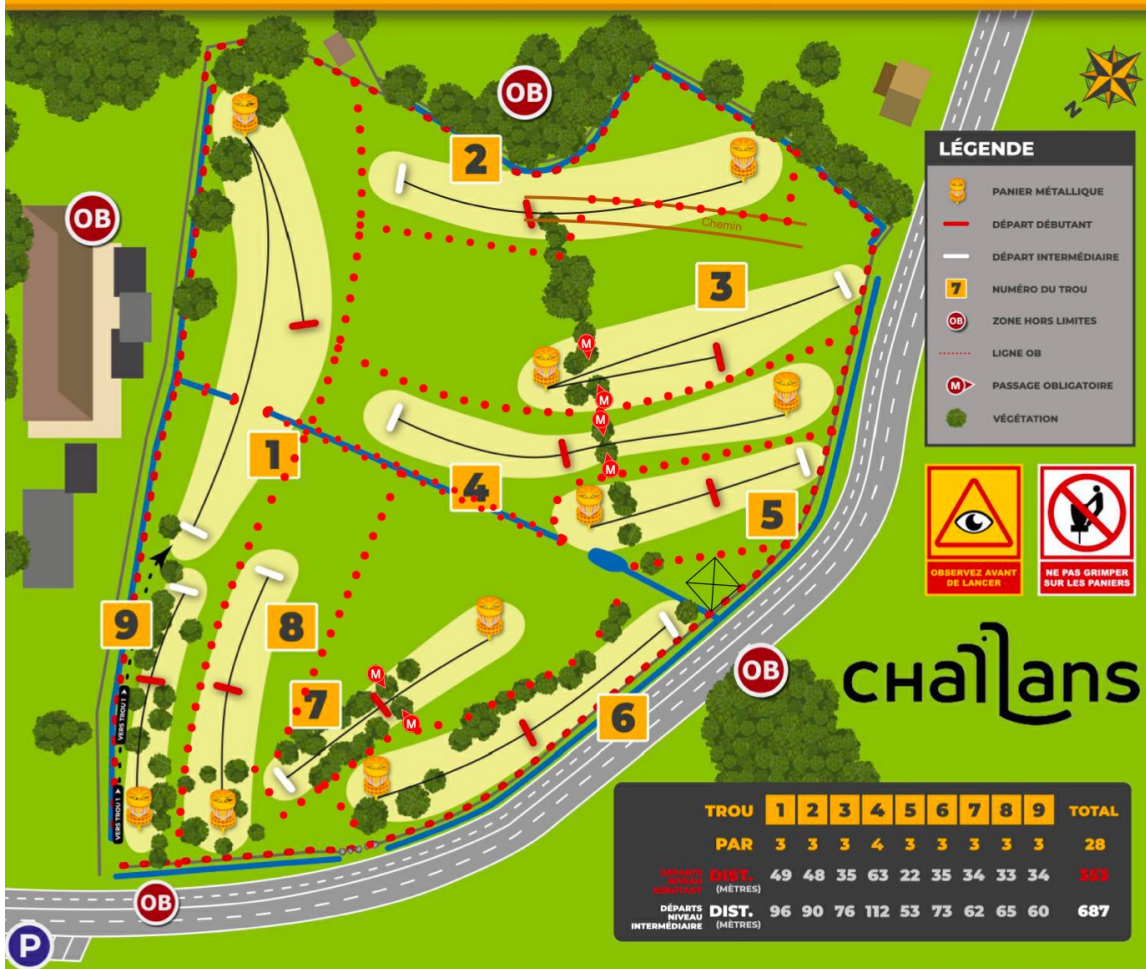 OB
N
2
OB
Chemin
3
M
M
M
M
1
4
5
9
8
7
M
M
6
OB
VERS TROU 1
VERS TROU 1
OB
P
LÉGENDE
PANIER MÉTALLIQUE
DÉPART DÉBUTANT
DÉPART INTERMÉDIAIRE
7 NUMÉRO DU TROU
OB ZONE HORS LIMITES
LIGNE OB
M PASSAGE OBLIGATOIRE
VÉGÉTATION
OBSERVEZ AVANT
DE LANCER
NE PAS GRIMPER
SUR LES PANIERS
CHallans
TROU 1 2 3 4 5 6 7 8 9 TOTAL
PAR 3 3 3 4 3 3 3 3 3 28
DÉPARTS
NIVEAU
DÉBUTANT
DIST. 49 48 35 63 22 35 34 33 34 353
(MÈTRES)
DÉPARTS
NIVEAU
INTERMÉDIAIRE
DIST. 96 90 76 112 53 73 62 65 60 687
(MÈTRES)